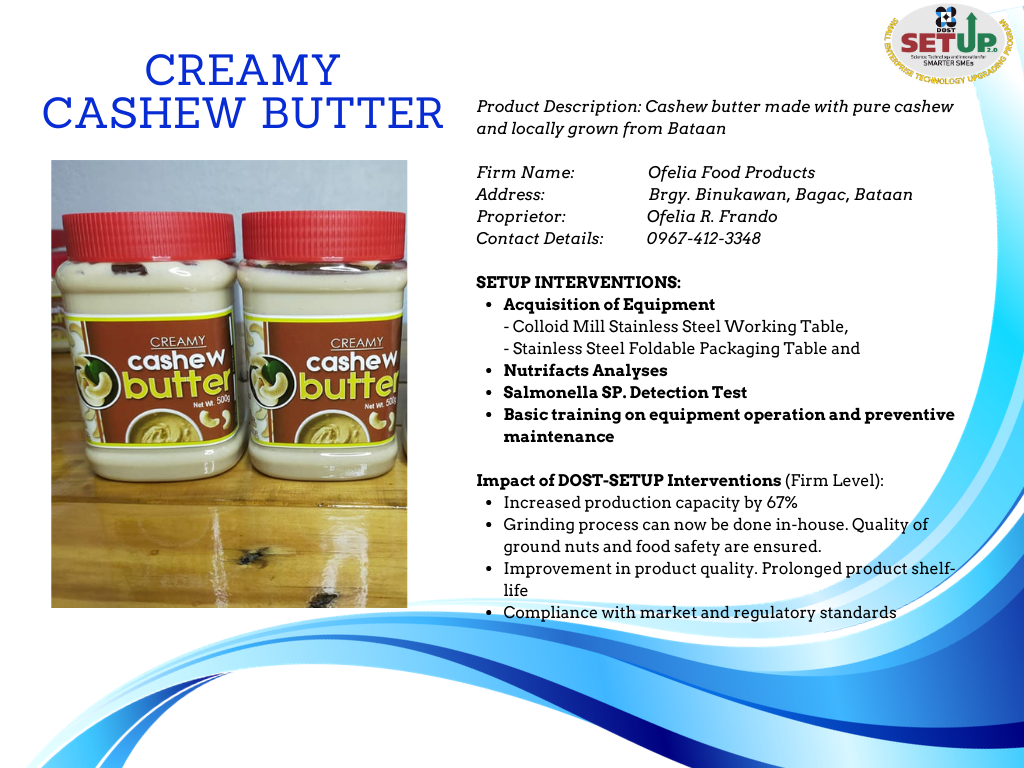 DOST
SETUP 2.0
Science Technology and Innovation for
SMARTER SMEs
SMALL ENTERPRISE TECHNOLOGY UPGRADING PROGRAM
CREAMY
CASHEW BUTTER
CREAMY
cashew
butter
Net Wt. 500g
CREAMY
cashew
butter
Net Wt. 500g
Product Description: Cashew butter made with pure cashew
and locally grown from Bataan
Firm Name: Ofelia Food Products
Address: Brgy. Binukawan, Bagac, Bataan
Proprietor: Ofelia R. Frando
Contact Details: 0967-412-3348
SETUP INTERVENTIONS:
• Acquisition of Equipment
- Colloid Mill Stainless Steel Working Table,
- Stainless Steel Foldable Packaging Table and
• Nutrifacts Analyses
• Salmonella SP. Detection Test
• Basic training on equipment operation and preventive
maintenance
Impact of DOST-SETUP Interventions (Firm Level):
• Increased production capacity by 67%
• Grinding process can now be done in-house. Quality of
ground nuts and food safety are ensured.
• Improvement in product quality. Prolonged product shelf-
life
• Compliance with market and regulatory standards